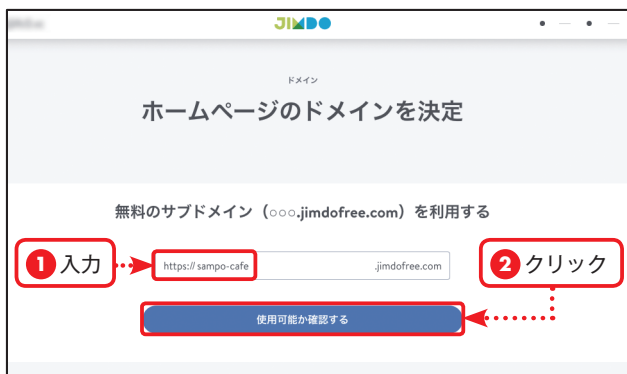 JIMDO
ドメイン
ホームページのドメインを決定
無料のサブドメイン（○○○.jimdofree.com）を利用する
1 入力
https:// sampo-cafe .jimdofree.com
2 クリック
使用可能か確認する